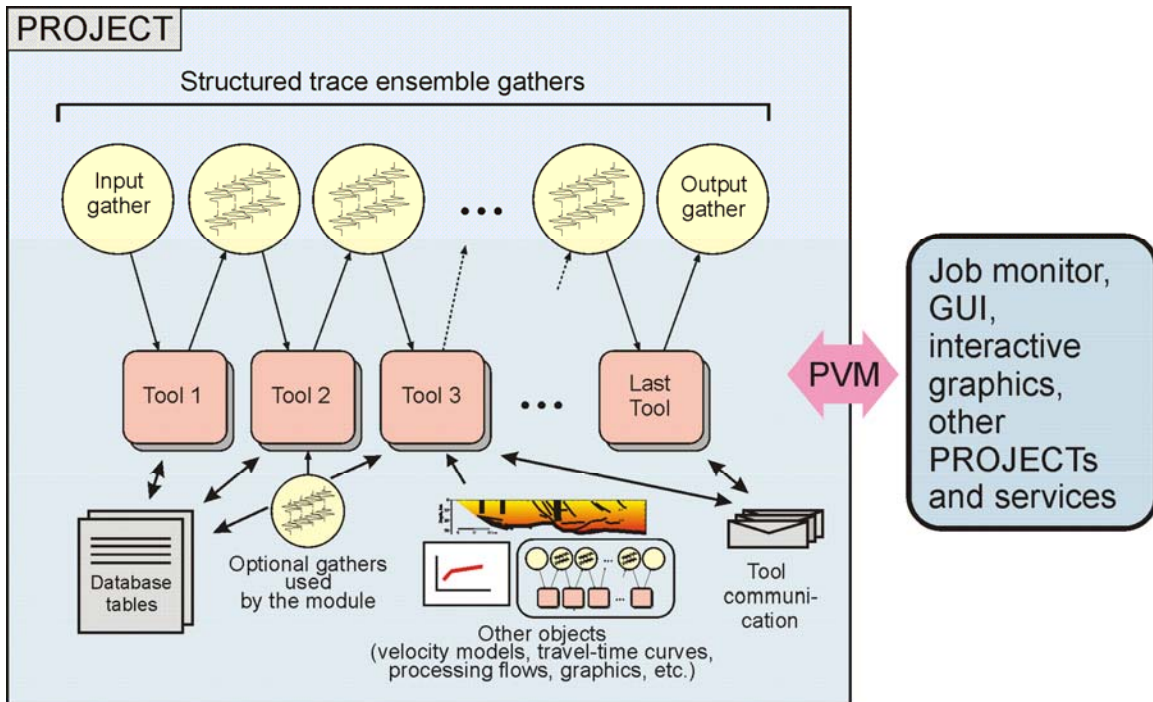 PROJECT
Structured trace ensemble gathers
Input
gather
...
Output
gather
Tool 1
Tool 2
Tool 3
...
Last
Tool
PVM
Job monitor,
GUI,
interactive
graphics,
other
PROJECTs
and services
Database
tables
Optional gathers
used
by the module
Other objects
(velocity models, travel-time curves,
processing flows, graphics, etc.)
Tool
communi-
cation